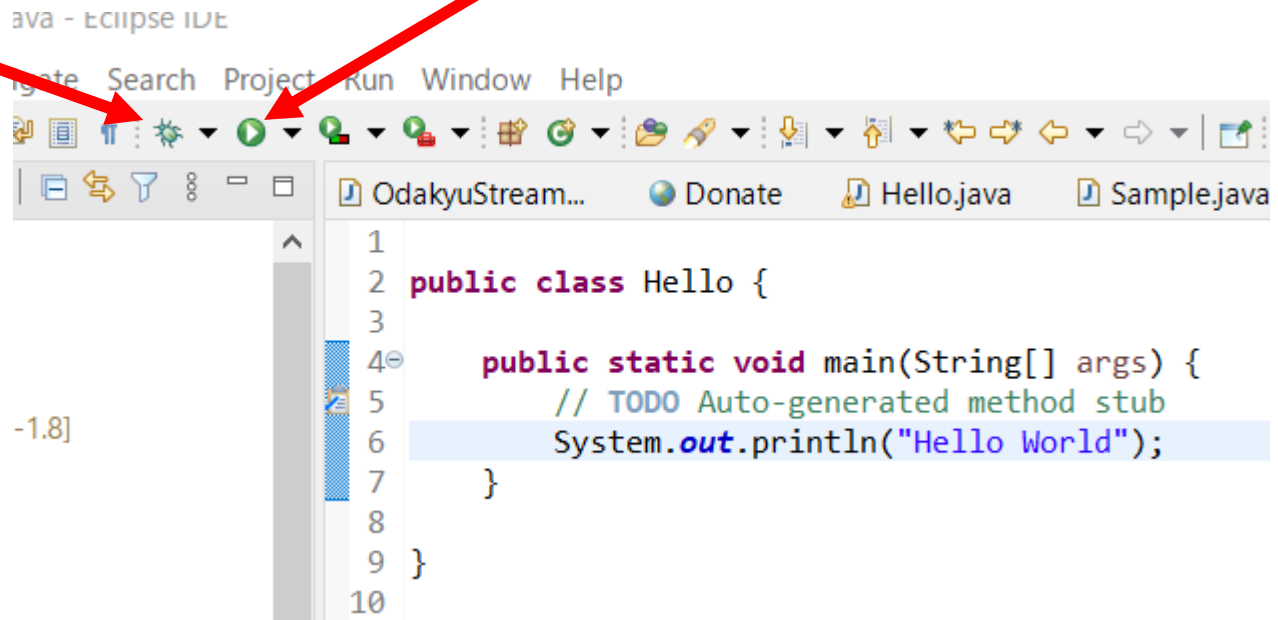 ava - Eclipse IDE
igate Search Project Run Window Help
OdakyuStream... Donate Hello.java Sample.java
1
2 public class Hello {
3
4 public static void main(String[] args) {
5 // TODO Auto-generated method stub
-1.8]
6 System.out.println("Hello World");
7 }
8
9 }
10